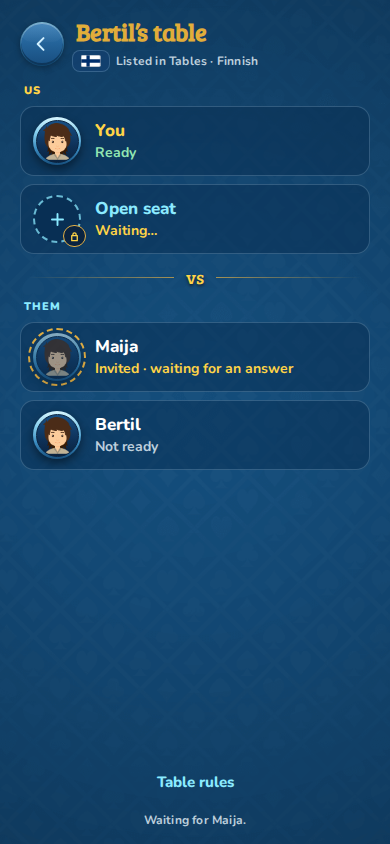 Bertil's table
Listed in Tables · Finnish
US
You
Ready
Open seat
Waiting...
VS
THEM
Maija
Invited · waiting for an answer
Bertil
Not ready
Table rules
Waiting for Maija.